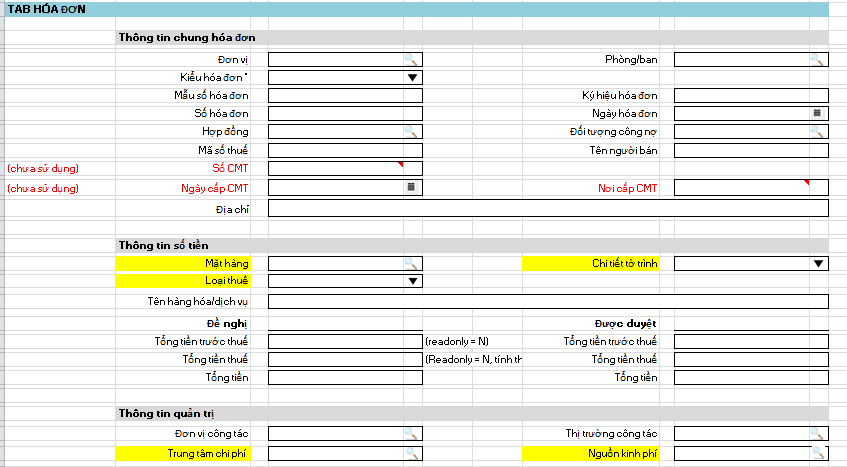 TAB HÓA ĐƠN
Thông tin chung hóa đơn
Đơn vị Phòng/ban
Kiểu hóa đơn *
Mẫu số hóa đơn Ký hiệu hóa đơn
Số hóa đơn Ngày hóa đơn
Hợp đồng Đối tượng công nợ
Mã số thuế Tên người bán
(chưa sử dụng) Số CMT
(chưa sử dụng) Ngày cấp CMT Nơi cấp CMT
Địa chỉ
Thông tin số tiền
Mặt hàng Chi tiết tờ trình
Loại thuế
Tên hàng hóa/dịch vụ
Đề nghị Được duyệt
Tổng tiền trước thuế (readonly = N) Tổng tiền trước thuế
Tổng tiền thuế (Readonly = N, tính th Tổng tiền thuế
Tổng tiền Tổng tiền
Thông tin quản trị
Đơn vị công tác Thị trường công tác
Trung tâm chi phí Nguồn kinh phí